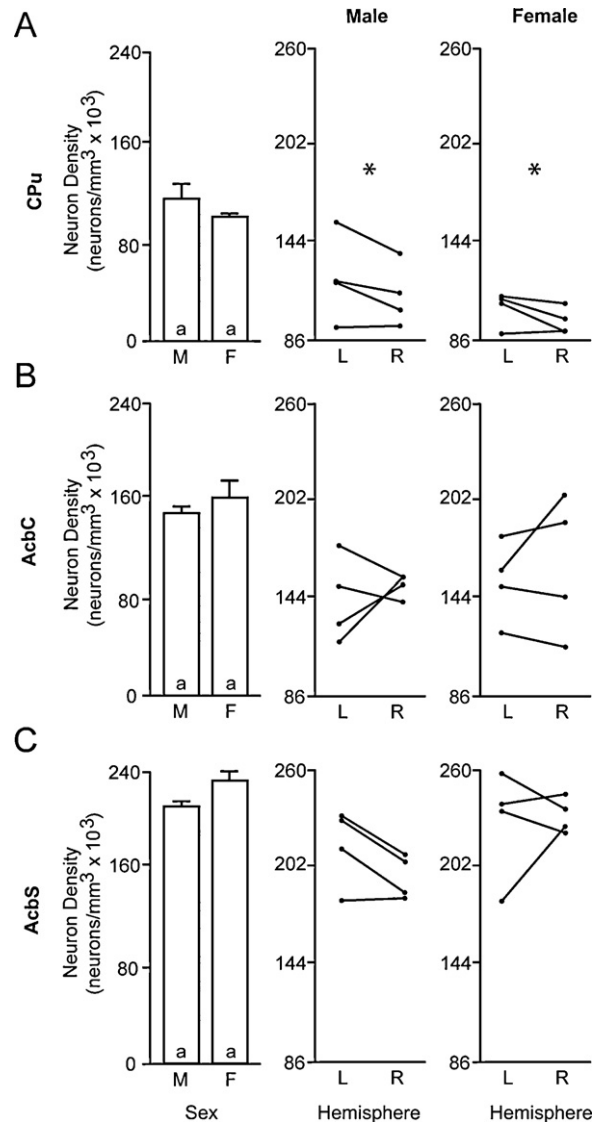 A
Male
Female
CPu
Neuron Density
(neurons/mm³ x 10³)
240
160
80
0
a
a
M
F
260
202
144
86
*
L
R
260
202
144
86
*
L
R
B
AcbC
Neuron Density
(neurons/mm³ x 10³)
240
160
80
0
a
a
M
F
260
202
144
86
L
R
260
202
144
86
L
R
C
AcbS
Neuron Density
(neurons/mm³ x 10³)
240
160
80
0
a
a
M
F
Sex
260
202
144
86
L
R
Hemisphere
260
202
144
86
L
R
Hemisphere